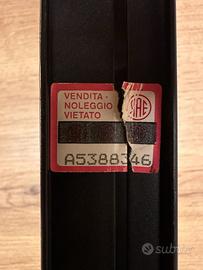 VENDITA -
NOLEGGIO
VIETATO
SIAE
A5388346
subito